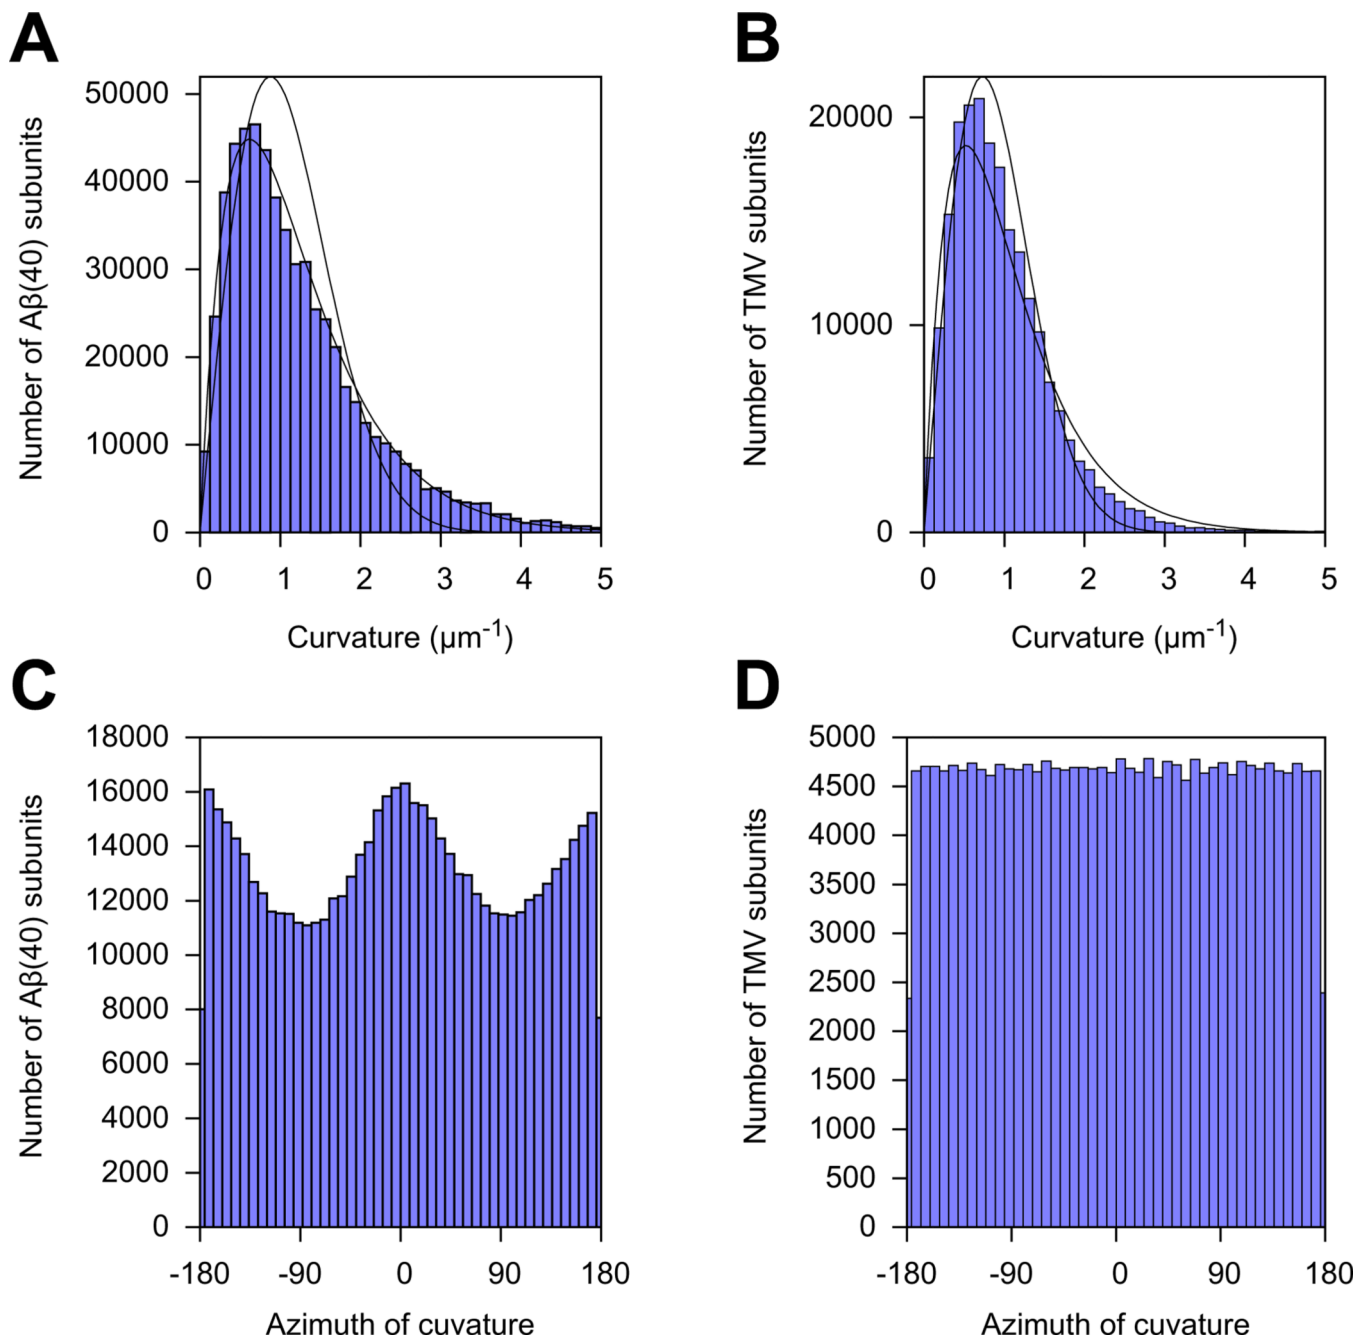 A
B
Number of Aβ(40) subunits
50000
40000
30000
20000
10000
0
0 1 2 3 4 5
Curvature (µm-1)
Number of TMV subunits
20000
10000
0
0 1 2 3 4 5
Curvature (µm-1)
C
D
Number of Aβ(40) subunits
18000
16000
14000
12000
10000
8000
6000
4000
2000
0
-180 -90 0 90 180
Azimuth of cuvature
Number of TMV subunits
5000
4500
4000
3500
3000
2500
2000
1500
1000
500
0
-180 -90 0 90 180
Azimuth of cuvature